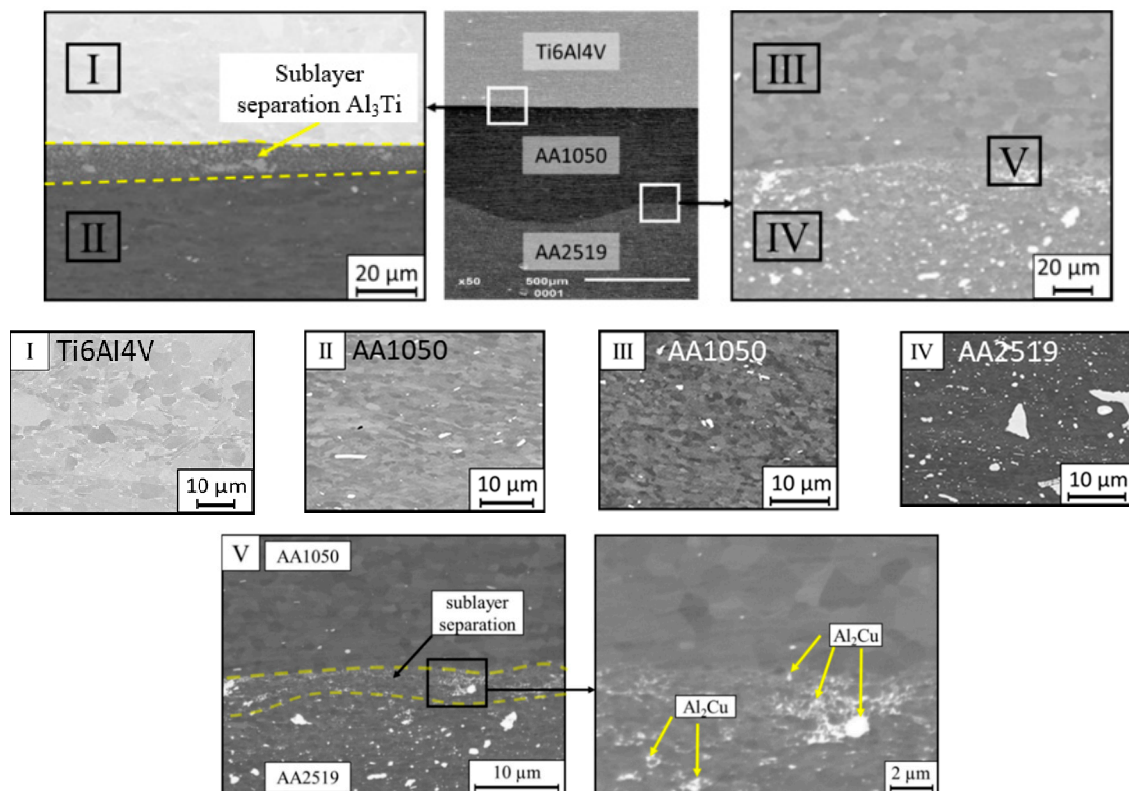 I
Sublayer
separation Al₃Ti
II
20 µm
Ti6Al4V
AA1050
AA2519
x50 500µm
0001
III
V
IV
20 µm
I Ti6Al4V
10 µm
II AA1050
10 µm
III AA1050
10 µm
IV AA2519
10 µm
V AA1050
sublayer
separation
AA2519
10 µm
Al₂Cu
Al₂Cu
2 µm